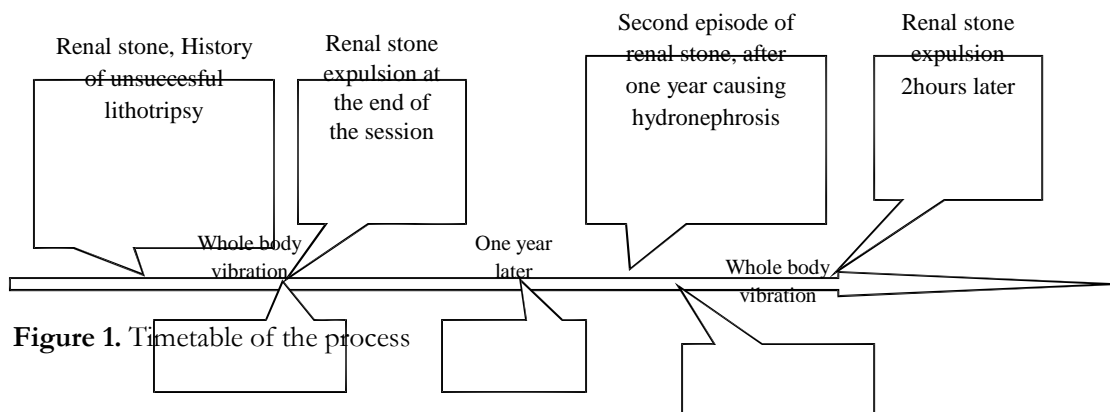 Renal stone, History
of unsuccesful
lithotripsy
Renal stone
expulsion at
the end of
the session
Second episode of
renal stone, after
one year causing
hydronephrosis
Renal stone
expulsion
2hours later
Whole body
vibration
One year
later
Whole body
vibration
Figure 1. Timetable of the process